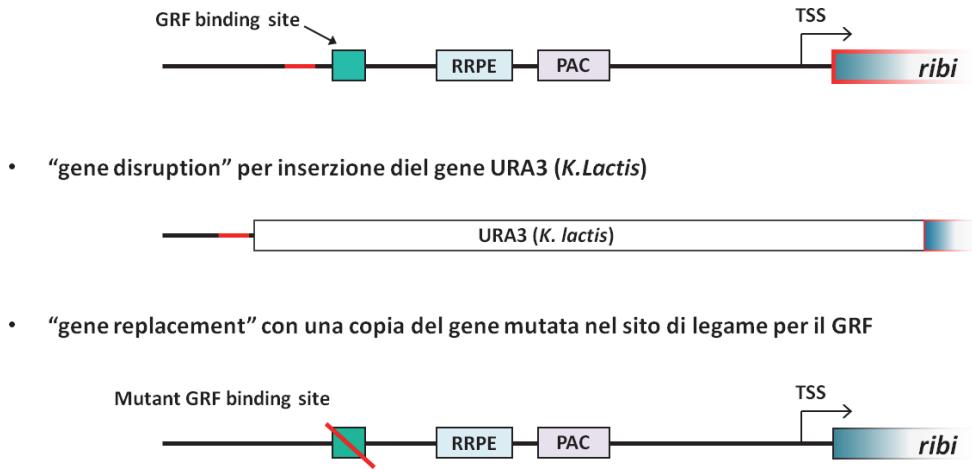 GRF binding site
TSS
RRPE PAC ribi
• “gene disruption” per inserzione diel gene URA3 (K.Lactis)
URA3 (K. lactis)
• “gene replacement” con una copia del gene mutata nel sito di legame per il GRF
Mutant GRF binding site
TSS
RRPE PAC ribi